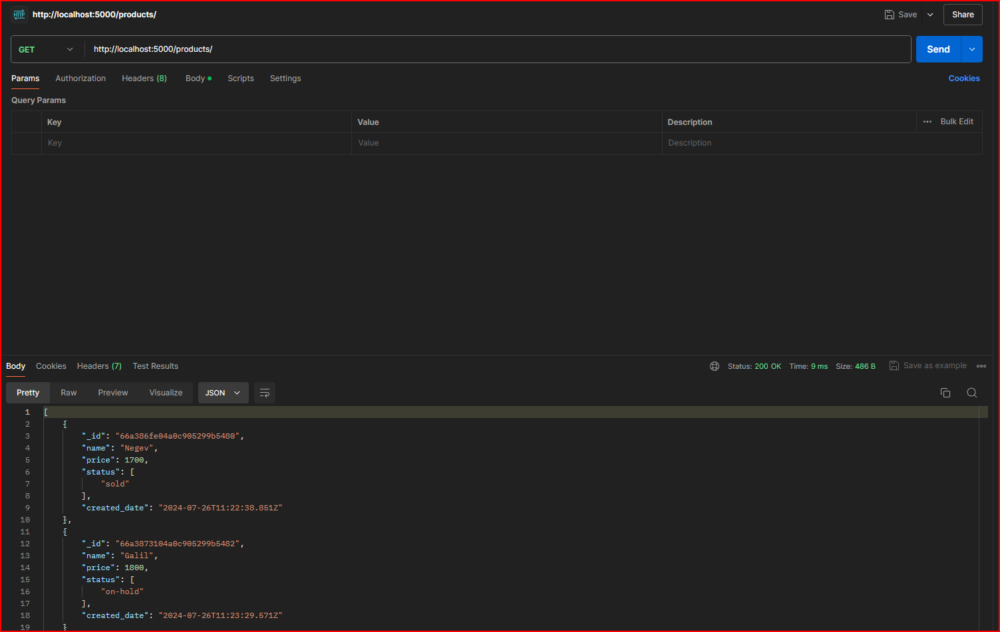 HTTP http://localhost:5000/products/ Save Share
GET http://localhost:5000/products/ Send
Params Authorization Headers (8) Body Scripts Settings Cookies
Query Params
Key Value Description Bulk Edit
Key Value Description
Body Cookies Headers (7) Test Results Status: 200 OK Time: 9 ms Size: 486 B Save as example
Pretty Raw Preview Visualize JSON
1 [
2 {
3 "_id": "66a386fe04a0c905299b5480",
4 "name": "Negev",
5 "price": 1700,
6 "status": [
7 "sold"
8 ],
9 "created_date": "2024-07-26T11:22:38.851Z"
10 },
11 {
12 "_id": "66a3873104a0c905299b5482",
13 "name": "Galil",
14 "price": 1800,
15 "status": [
16 "on-hold"
17 ],
18 "created_date": "2024-07-26T11:23:29.571Z"
19 }